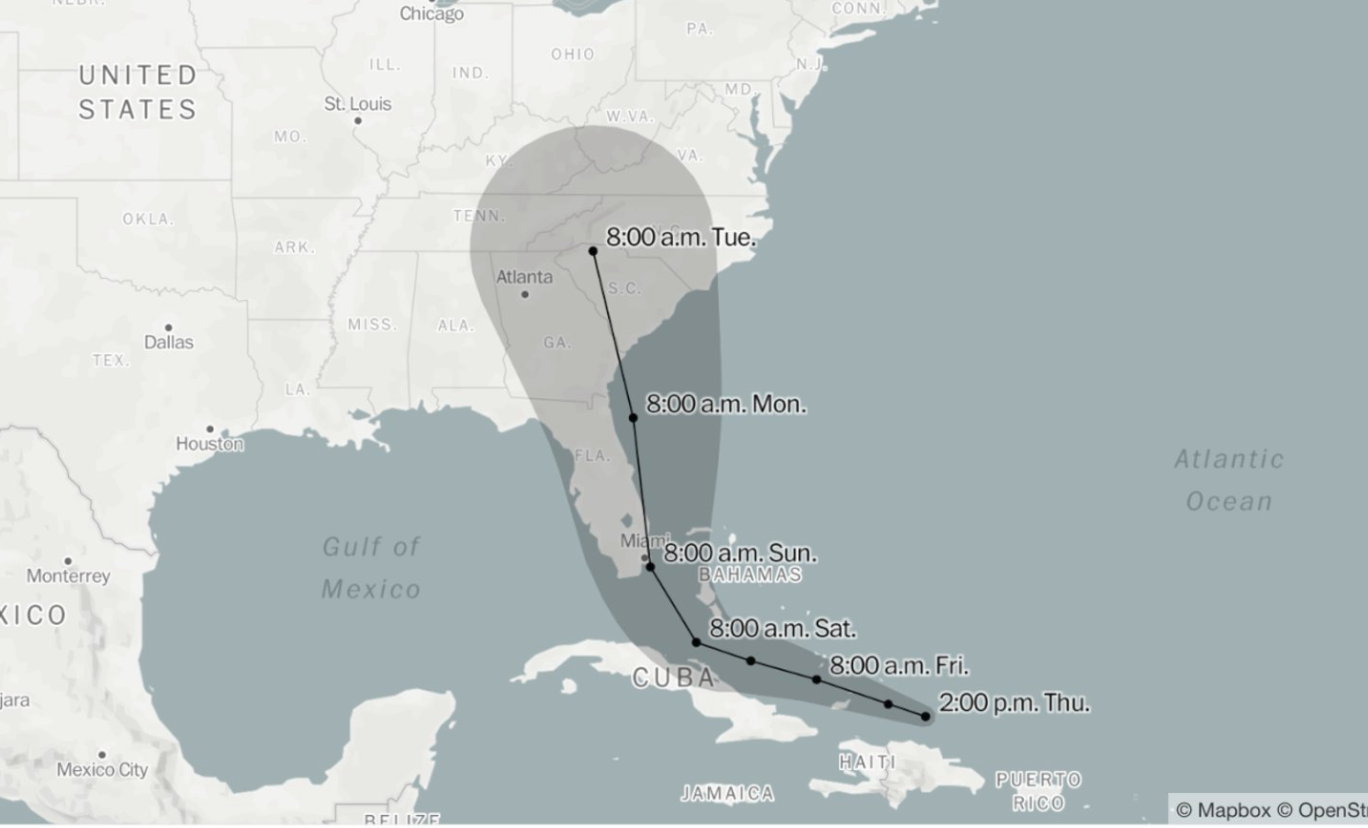 CONN.
Chicago
PA.
OHIO
N.J.
ILL.
IND.
UNITED
STATES
MD.
St. Louis
W.VA.
MO.
KY.
VA.
OKLA.
TENN.
8:00 a.m. Tue.
ARK.
Atlanta
S.C.
MISS.
ALA.
Dallas
GA.
TEX.
LA.
8:00 a.m. Mon.
Houston
FLA.
Atlantic
Ocean
Gulf of
Mexico
Miami
8:00 a.m. Sun.
BAHAMAS
Monterrey
XICO
8:00 a.m. Sat.
8:00 a.m. Fri.
CUBA
jara
2:00 p.m. Thu.
Mexico City
HAITI
PUERTO
RICO
JAMAICA
© Mapbox © OpenStr
BELIZE